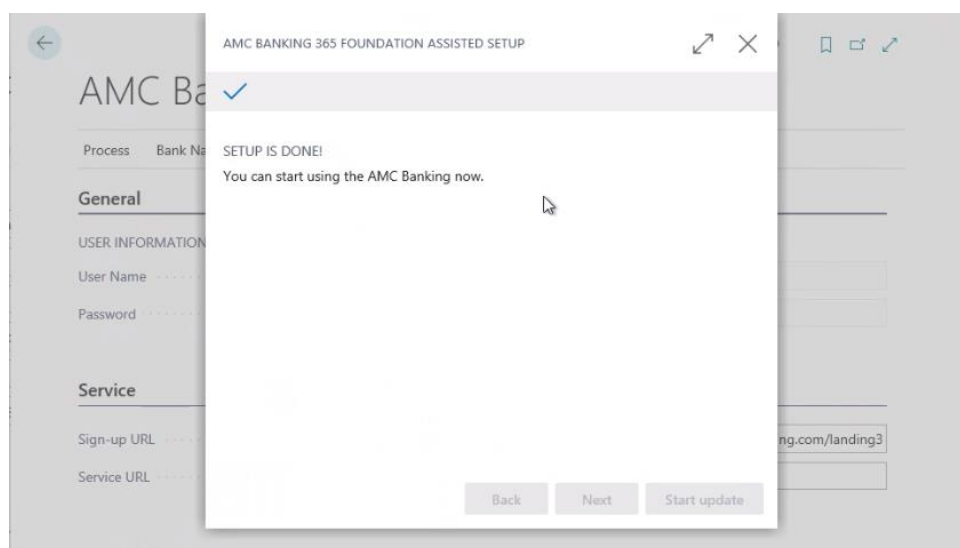 AMC BANKING 365 FOUNDATION ASSISTED SETUP
AMC Ba
Process Bank Na
SETUP IS DONE!
You can start using the AMC Banking now.
General
USER INFORMATION
User Name
Password
Service
Sign-up URL ng.com/landing3
Service URL
Back Next Start update